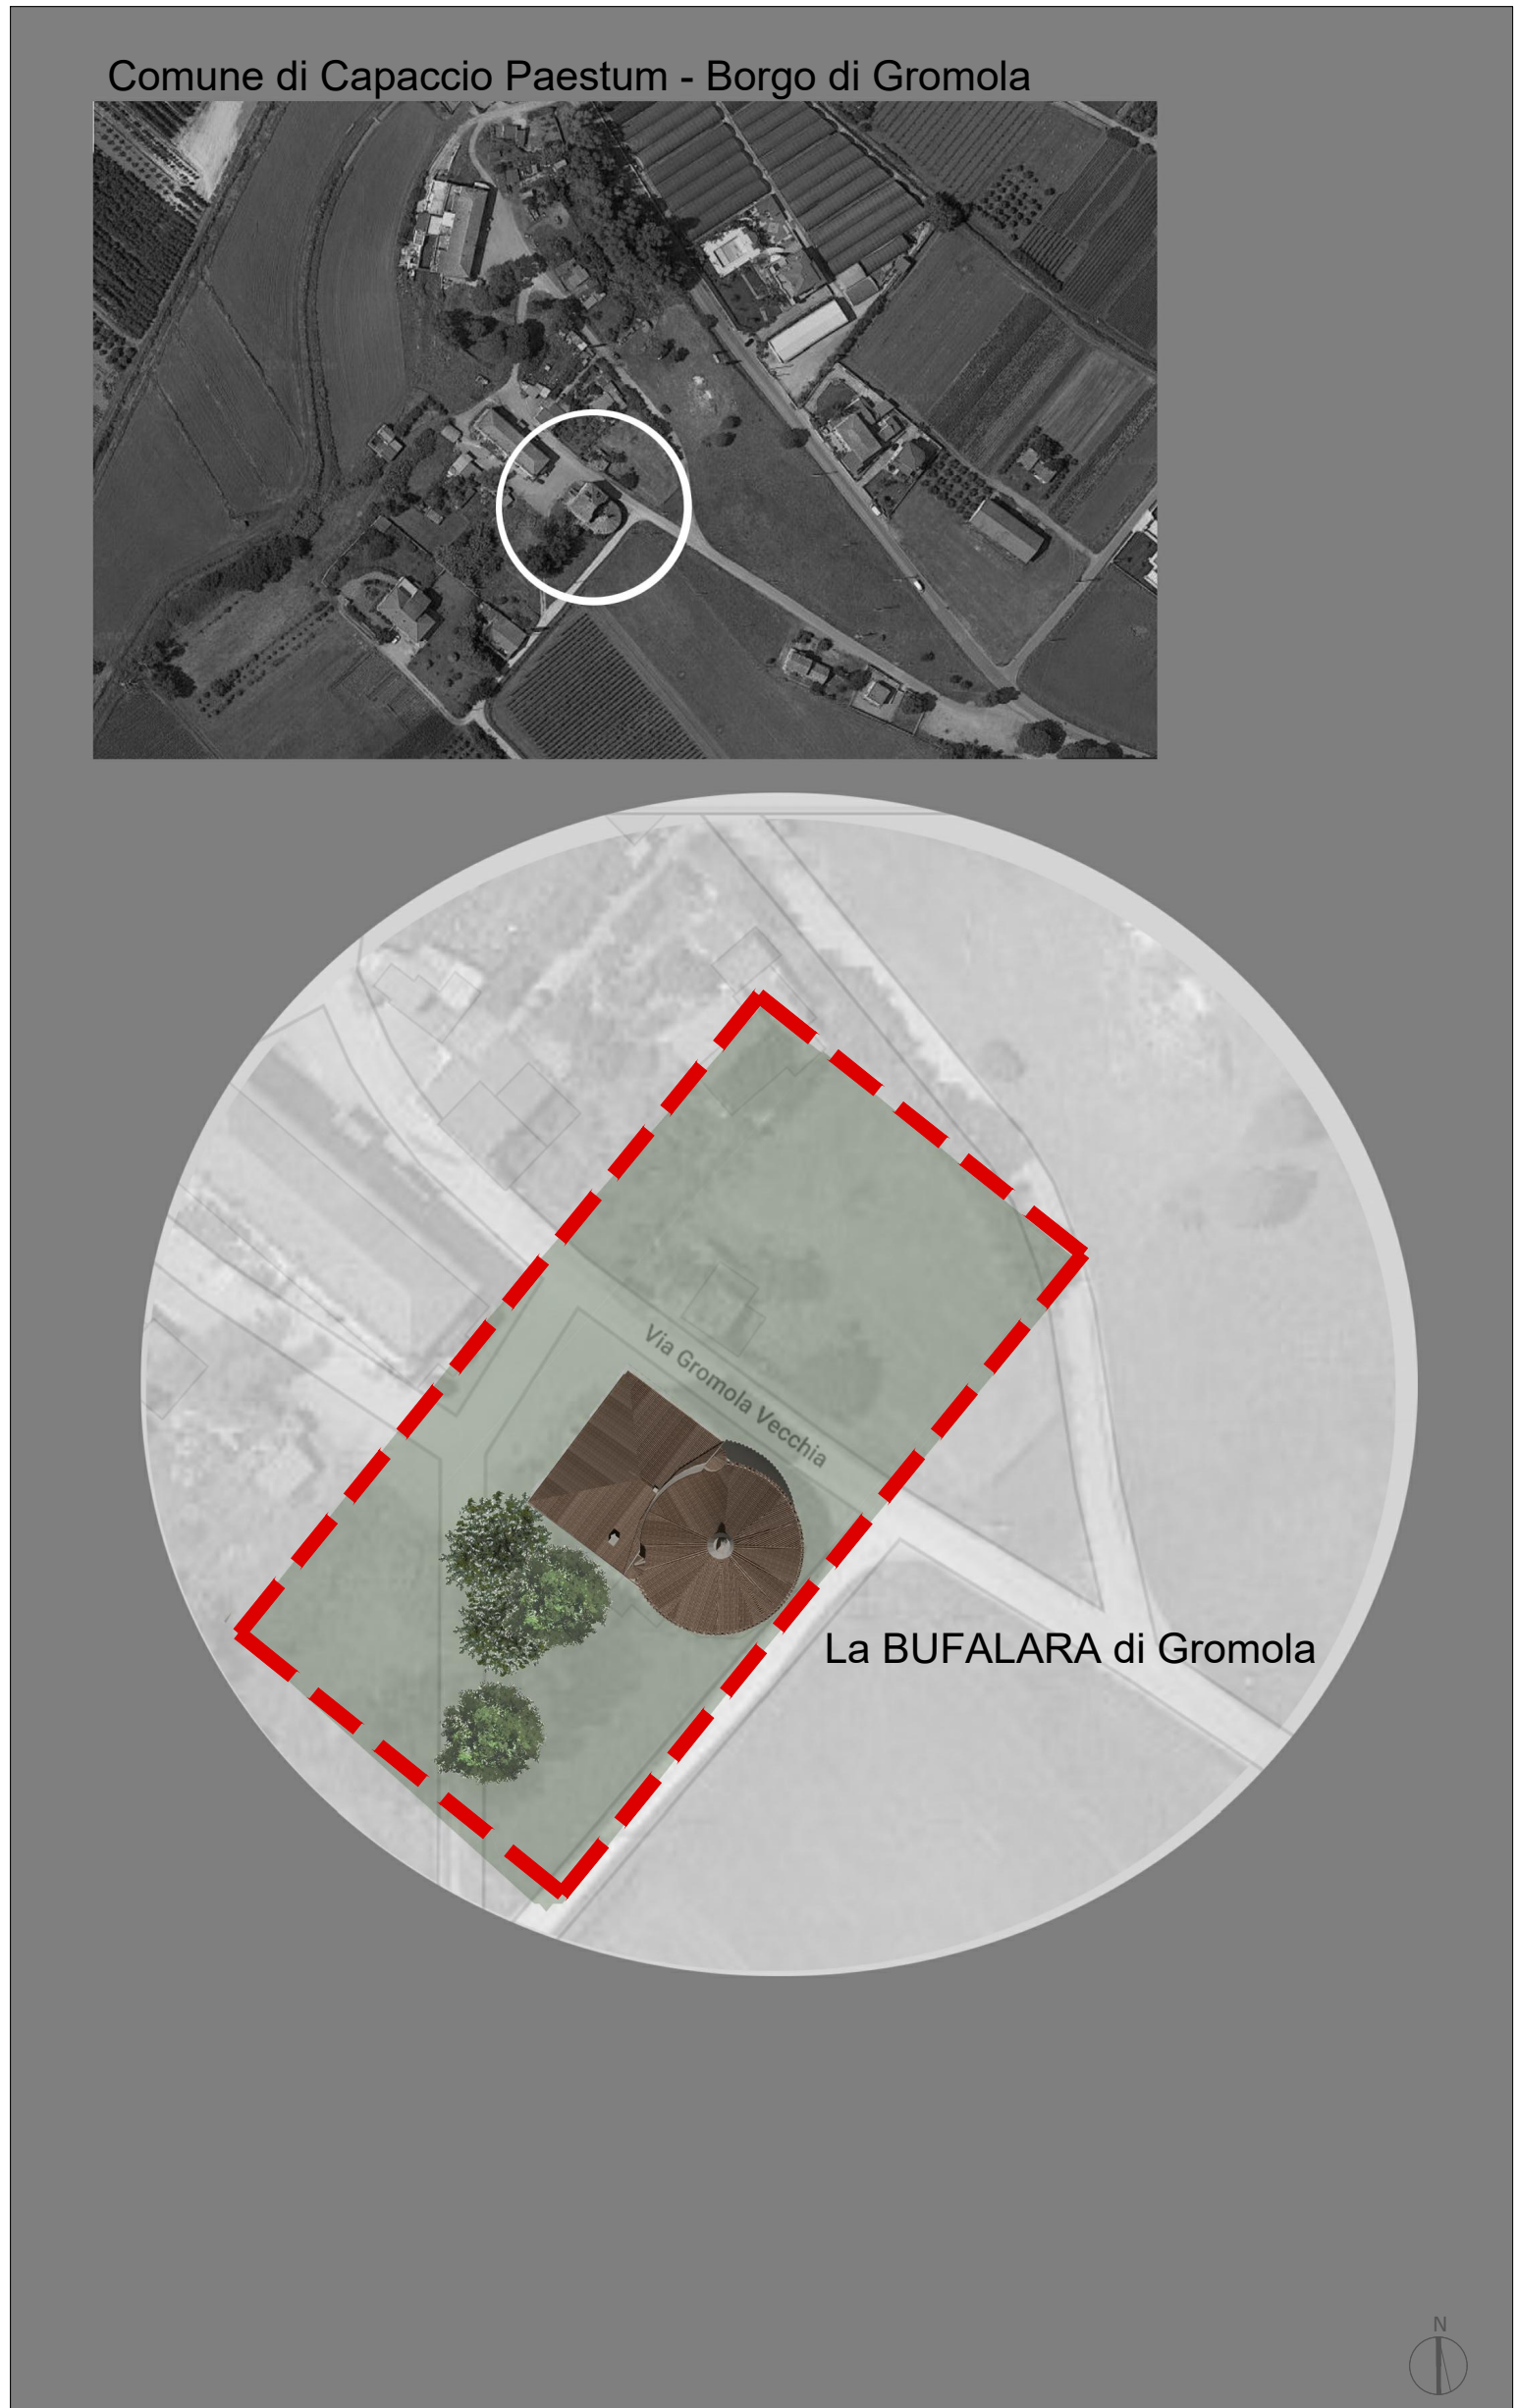 Comune di Capaccio Paestum - Borgo di Gromola
Via Gromola Vecchia
La BUFALARA di Gromola
N